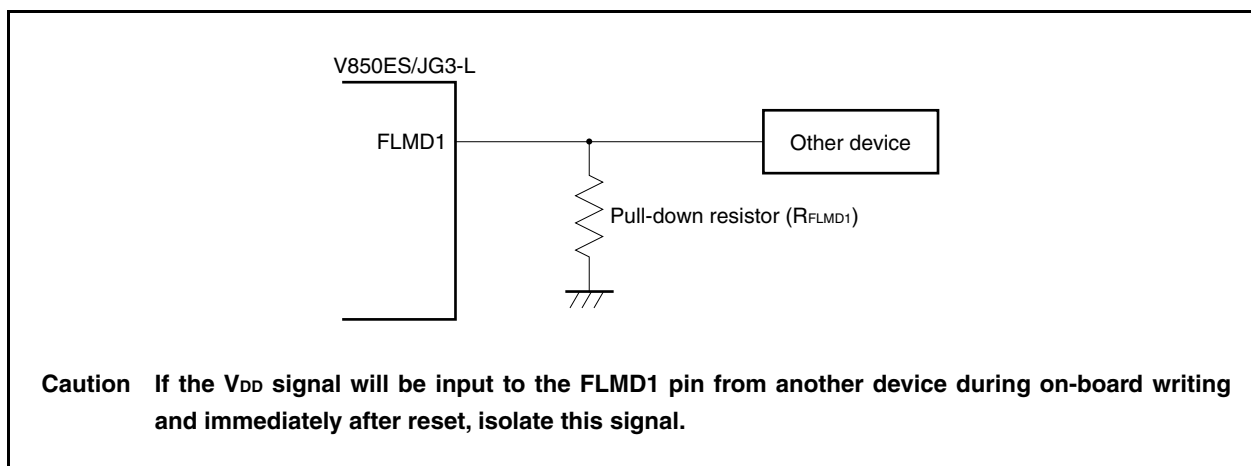 V850ES/JG3-L
FLMD1
Other device
Pull-down resistor (RFLMD1)
Caution If the VDD signal will be input to the FLMD1 pin from another device during on-board writing
and immediately after reset, isolate this signal.